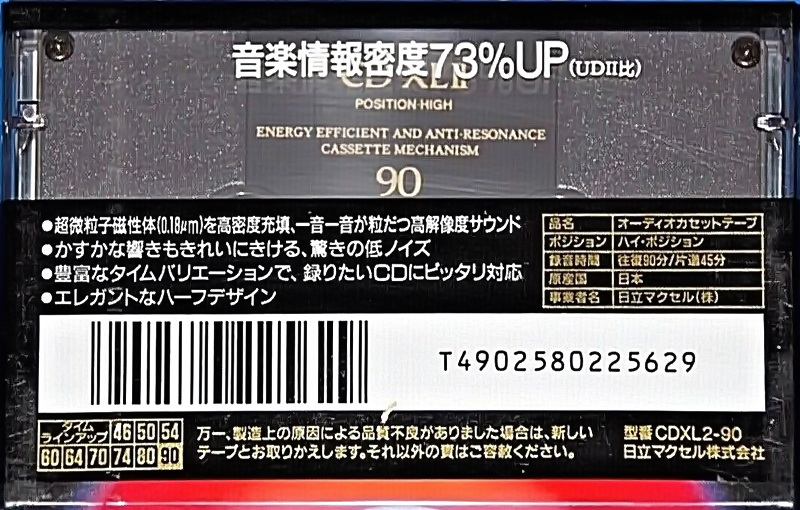 音楽情報密度73%UP(UDII比)
CD XLII
POSITION·HIGH
ENERGY EFFICIENT AND ANTI-RESONANCE
CASSETTE MECHANISM
90
●超微粒子磁性体(0.18μm)を高密度充填、一音一音が粒だつ高解像度サウンド
●かすかな響きもきれいにきける、驚きの低ノイズ
●豊富なタイムバリエーションで、録りたいCDにピッタリ対応
●エレガントなハーフデザイン
品名 オーディオカセットテープ
ポジション ハイ・ポジション
録音時間 往復90分/片道45分
原産国 日本
事業者名 日立マクセル(株)
T4902580225629
タイムラインアップ 46 50 54
60 64 70 74 80 90
万一、製造上の原因による品質不良がありました場合は、新しい
テープとお取りかえします。それ以外の責はご容赦ください。
型番 CDXL2-90
日立マクセル株式会社